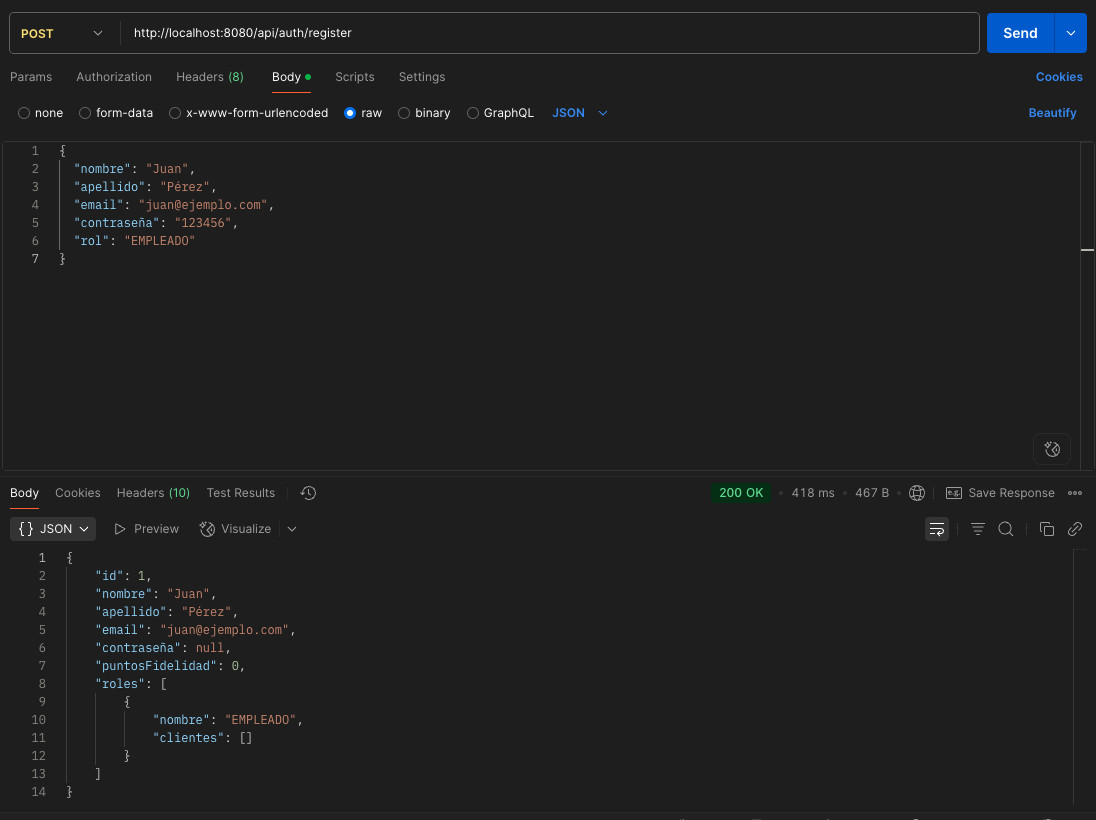 POST http://localhost:8080/api/auth/register Send
Params Authorization Headers (8) Body Scripts Settings Cookies
none form-data x-www-form-urlencoded raw binary GraphQL JSON Beautify
1 {
2 "nombre": "Juan",
3 "apellido": "Pérez",
4 "email": "juan@ejemplo.com",
5 "contraseña": "123456",
6 "rol": "EMPLEADO"
7 }
Body Cookies Headers (10) Test Results 200 OK • 418 ms • 467 B • e.g. Save Response
{} JSON Preview Visualize
1 {
2 "id": 1,
3 "nombre": "Juan",
4 "apellido": "Pérez",
5 "email": "juan@ejemplo.com",
6 "contraseña": null,
7 "puntosFidelidad": 0,
8 "roles": [
9 {
10 "nombre": "EMPLEADO",
11 "clientes": []
12 }
13 ]
14 }